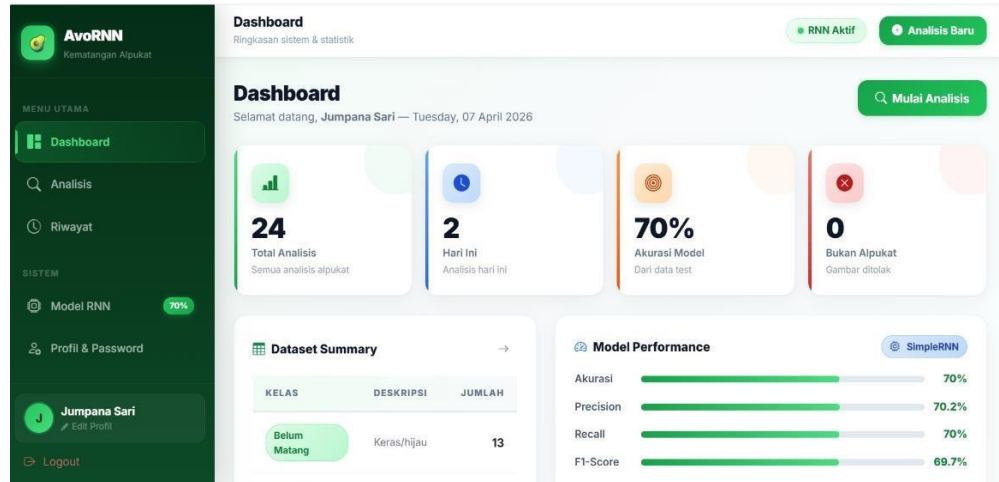 AvoRNN
Kematangan Alpukat
MENU UTAMA
Dashboard
Analisis
Riwayat
SISTEM
Model RNN 70%
Profil & Password
J
Jumpana Sari
Edit Profil
Logout
Dashboard
Ringkasan sistem & statistik
RNN Aktif
Analisis Baru
Dashboard
Selamat datang, Jumpana Sari — Tuesday, 07 April 2026
Mulai Analisis
24
Total Analisis
Semua analisis alpukat
2
Hari Ini
Analisis hari ini
70%
Akurasi Model
Dari data test
0
Bukan Alpukat
Gambar ditolak
Dataset Summary →
KELAS DESKRIPSI JUMLAH
Belum
Matang
Keras/hijau 13
Model Performance
SimpleRNN
Akurasi 70%
Precision 70.2%
Recall 70%
F1-Score 69.7%